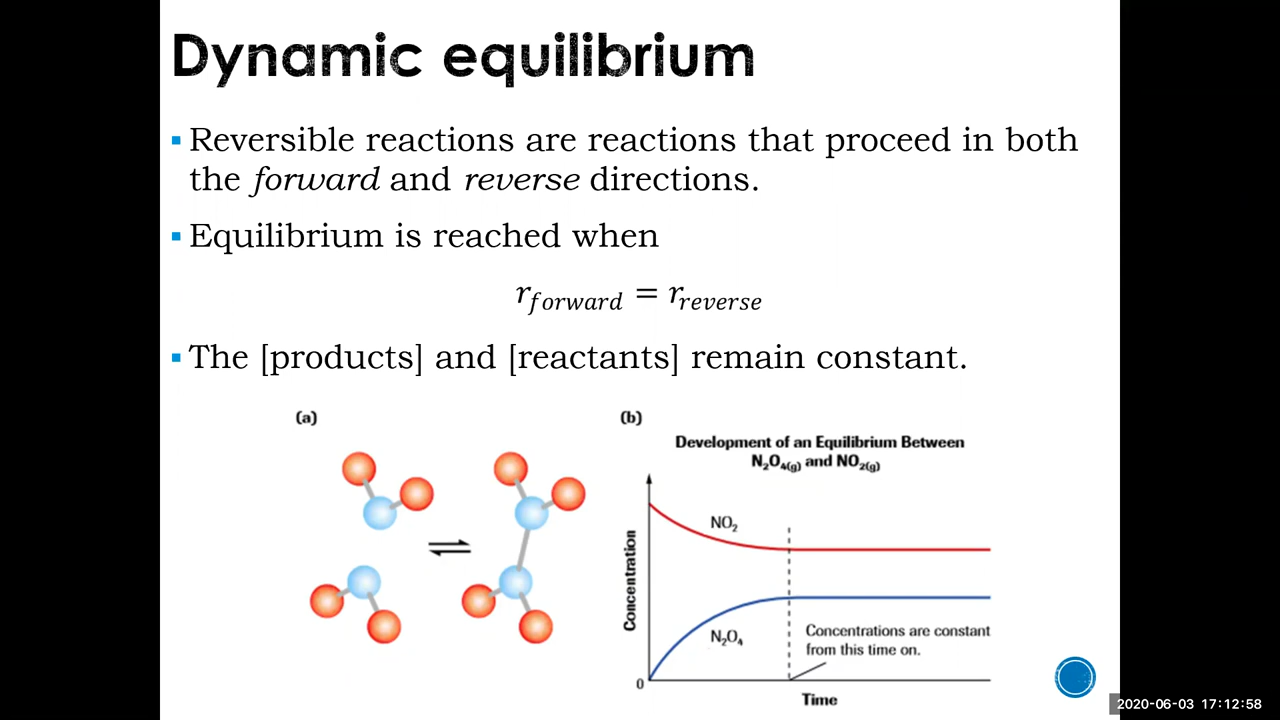 Dynamic equilibrium
▪ Reversible reactions are reactions that proceed in both
the forward and reverse directions.
▪ Equilibrium is reached when
r_forward = r_reverse
▪ The [products] and [reactants] remain constant.
(a)
(b)
Development of an Equilibrium Between
N₂O₄(g) and NO₂(g)
Concentration
NO₂
N₂O₄
Concentrations are constant
from this time on.
0
Time
2020-06-03 17:12:58